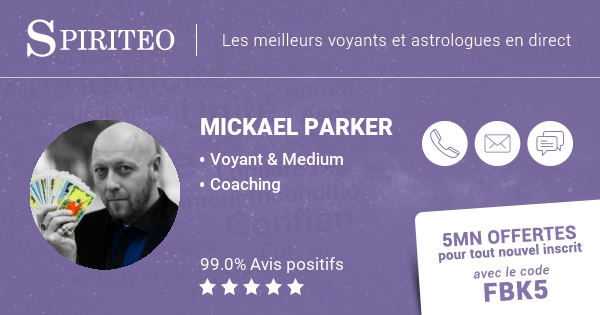 SPIRITEO
Les meilleurs voyants et astrologues en direct
MICKAEL PARKER
• Voyant & Medium
• Coaching
99.0% Avis positifs
5MN OFFERTES
pour tout nouvel inscrit
avec le code
FBK5